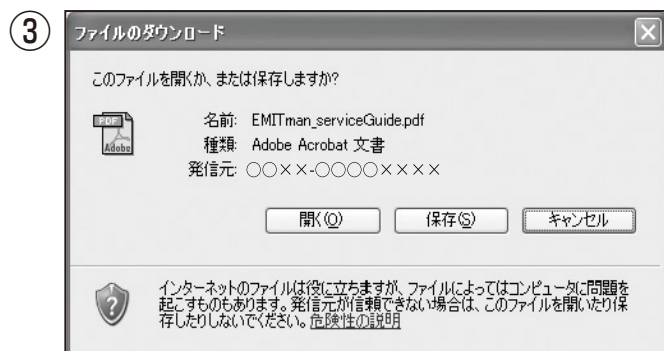 ③
ファイルのダウンロード
このファイルを開くか、または保存しますか?
PDF
Adobe
名前: EMITman_serviceGuide.pdf
種類: Adobe Acrobat 文書
発信元: ○○××-○○○○××××
開く(O) 保存(S) キャンセル
インターネットのファイルは役に立ちますが、ファイルによってはコンピュータに問題を
起こすものもあります。発信元が信頼できない場合は、このファイルを開いたり保
存したりしないでください。危険性の説明